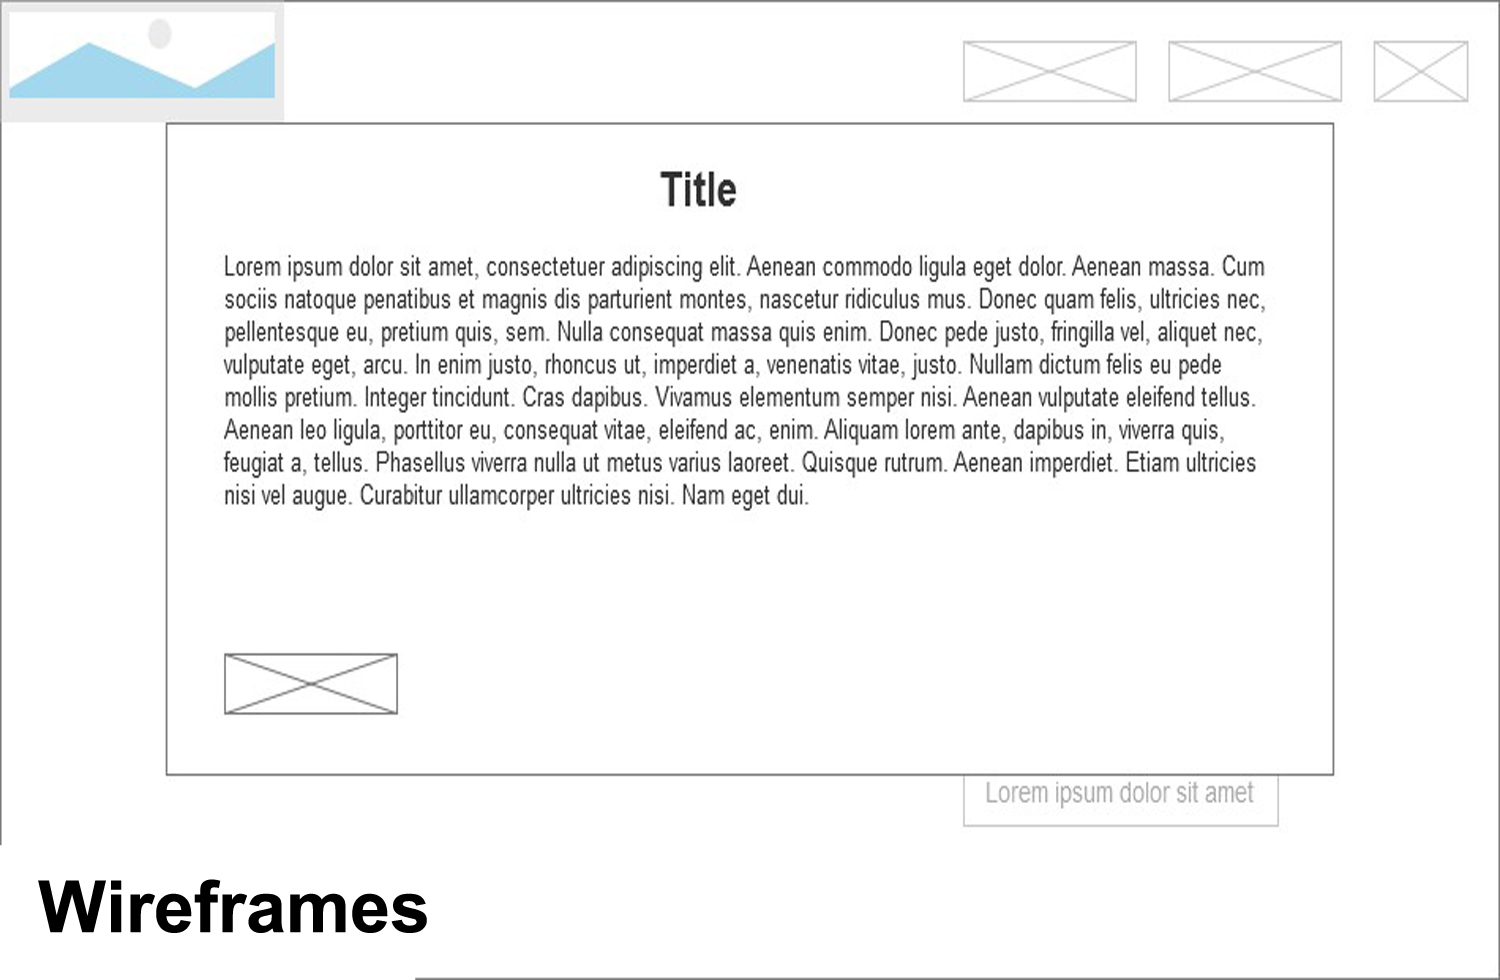 Title
Lorem ipsum dolor sit amet, consectetuer adipiscing elit. Aenean commodo ligula eget dolor. Aenean massa. Cum
sociis natoque penatibus et magnis dis parturient montes, nascetur ridiculus mus. Donec quam felis, ultricies nec,
pellentesque eu, pretium quis, sem. Nulla consequat massa quis enim. Donec pede justo, fringilla vel, aliquet nec,
vulputate eget, arcu. In enim justo, rhoncus ut, imperdiet a, venenatis vitae, justo. Nullam dictum felis eu pede
mollis pretium. Integer tincidunt. Cras dapibus. Vivamus elementum semper nisi. Aenean vulputate eleifend tellus.
Aenean leo ligula, porttitor eu, consequat vitae, eleifend ac, enim. Aliquam lorem ante, dapibus in, viverra quis,
feugiat a, tellus. Phasellus viverra nulla ut metus varius laoreet. Quisque rutrum. Aenean imperdiet. Etiam ultricies
nisi vel augue. Curabitur ullamcorper ultricies nisi. Nam eget dui.
Lorem ipsum dolor sit amet
Wireframes